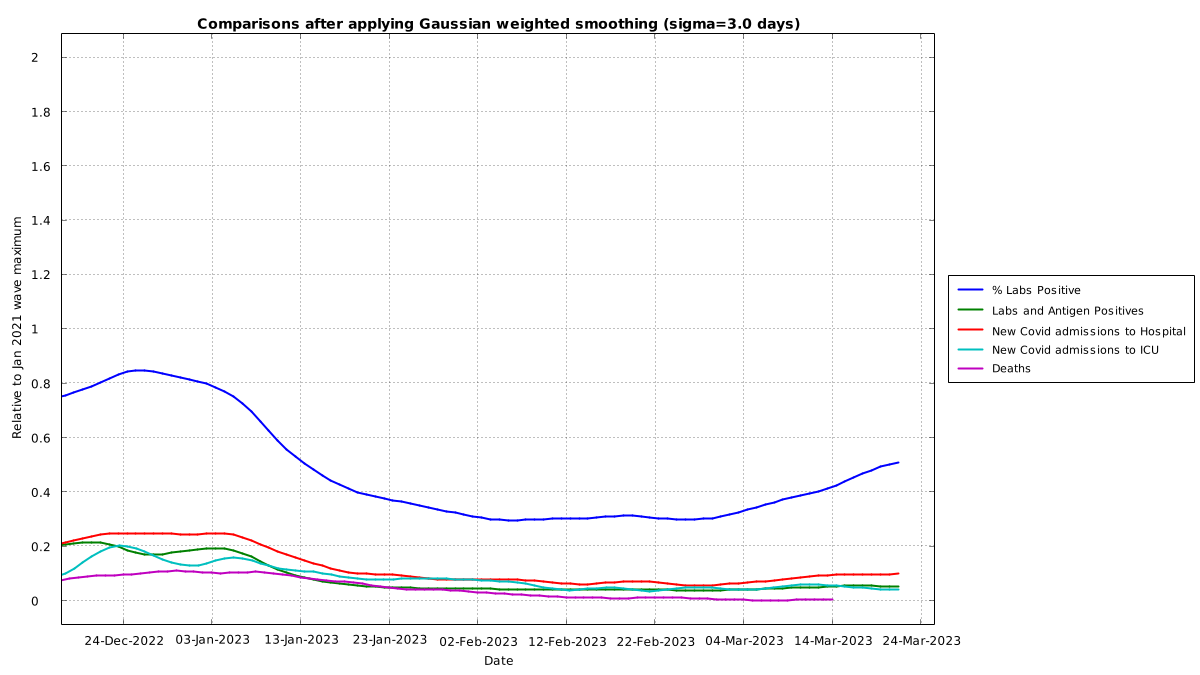 Comparisons after applying Gaussian weighted smoothing (sigma=3.0 days)
Relative to Jan 2021 wave maximum
2
1.8
1.6
1.4
1.2
1
0.8
0.6
0.4
0.2
0
24-Dec-2022 03-Jan-2023 13-Jan-2023 23-Jan-2023 02-Feb-2023 12-Feb-2023 22-Feb-2023 04-Mar-2023 14-Mar-2023 24-Mar-2023
Date
% Labs Positive
Labs and Antigen Positives
New Covid admissions to Hospital
New Covid admissions to ICU
Deaths